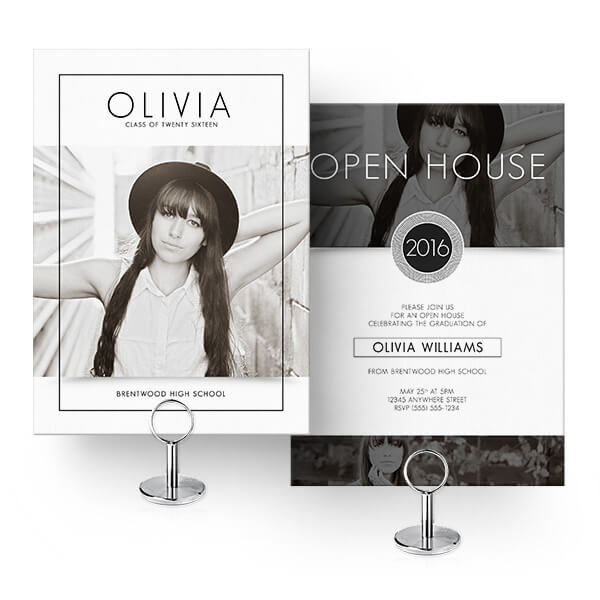 OLIVIA
CLASS OF TWENTY SIXTEEN
BRENTWOOD HIGH SCHOOL
OPEN HOUSE
2016
PLEASE JOIN US
FOR AN OPEN HOUSE
CELEBRATING THE GRADUATION OF
OLIVIA WILLIAMS
FROM BRENTWOOD HIGH SCHOOL
MAY 25th AT 5PM
12345 ANYWHERE STREET
RSVP (555) 555-1234